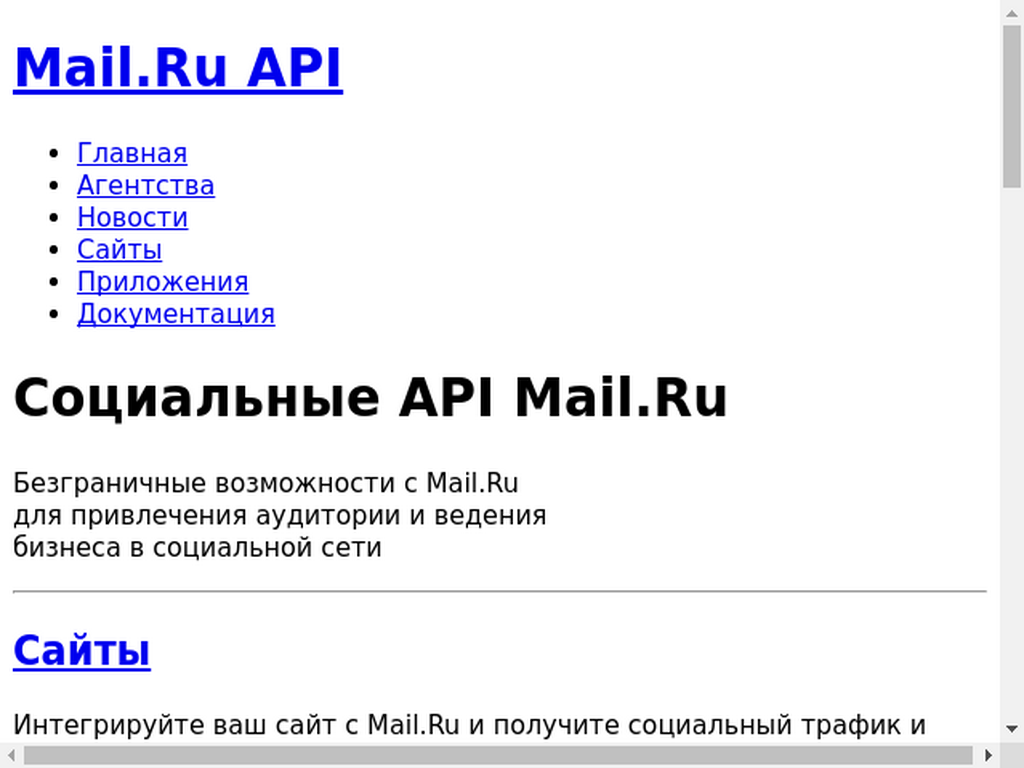 Mail.Ru API
Главная
Агентства
Новости
Сайты
Приложения
Документация
Социальные API Mail.Ru
Безграничные возможности с Mail.Ru
для привлечения аудитории и ведения
бизнеса в социальной сети
Сайты
Интегрируйте ваш сайт с Mail.Ru и получите социальный трафик и